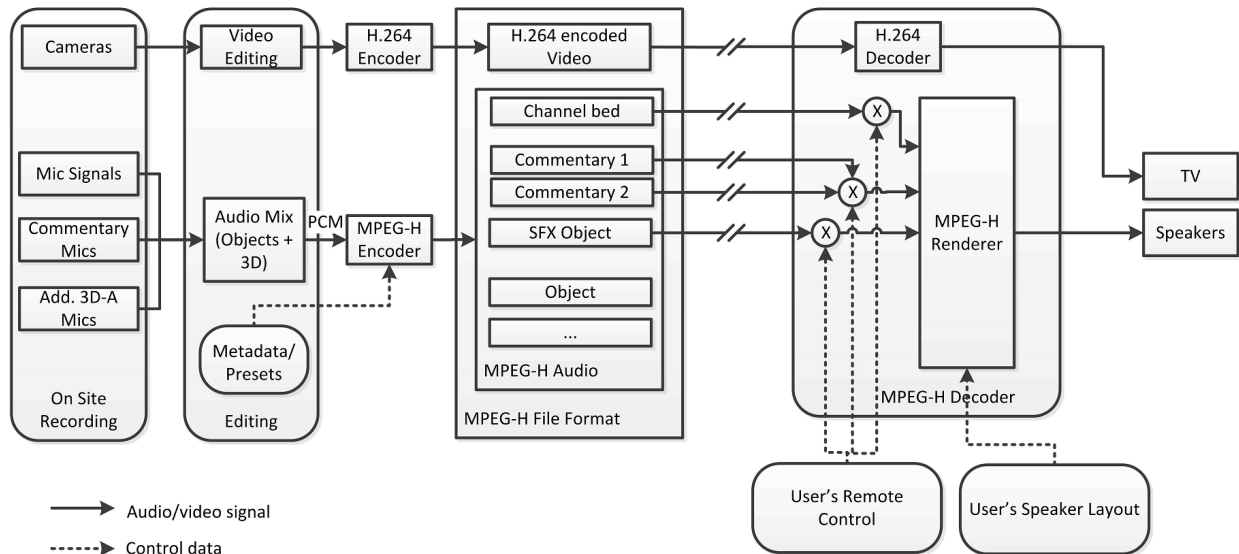 Cameras
Mic Signals
Commentary
Mics
Add. 3D-A
Mics
On Site
Recording
Video
Editing
Audio Mix
(Objects +
3D)
Metadata/
Presets
Editing
PCM
H.264
Encoder
MPEG-H
Encoder
H.264 encoded
Video
Channel bed
Commentary 1
Commentary 2
SFX Object
Object
...
MPEG-H Audio
MPEG-H File Format
H.264
Decoder
X
X
X
MPEG-H
Renderer
MPEG-H Decoder
TV
Speakers
User's Remote
Control
User's Speaker Layout
Audio/video signal
Control data